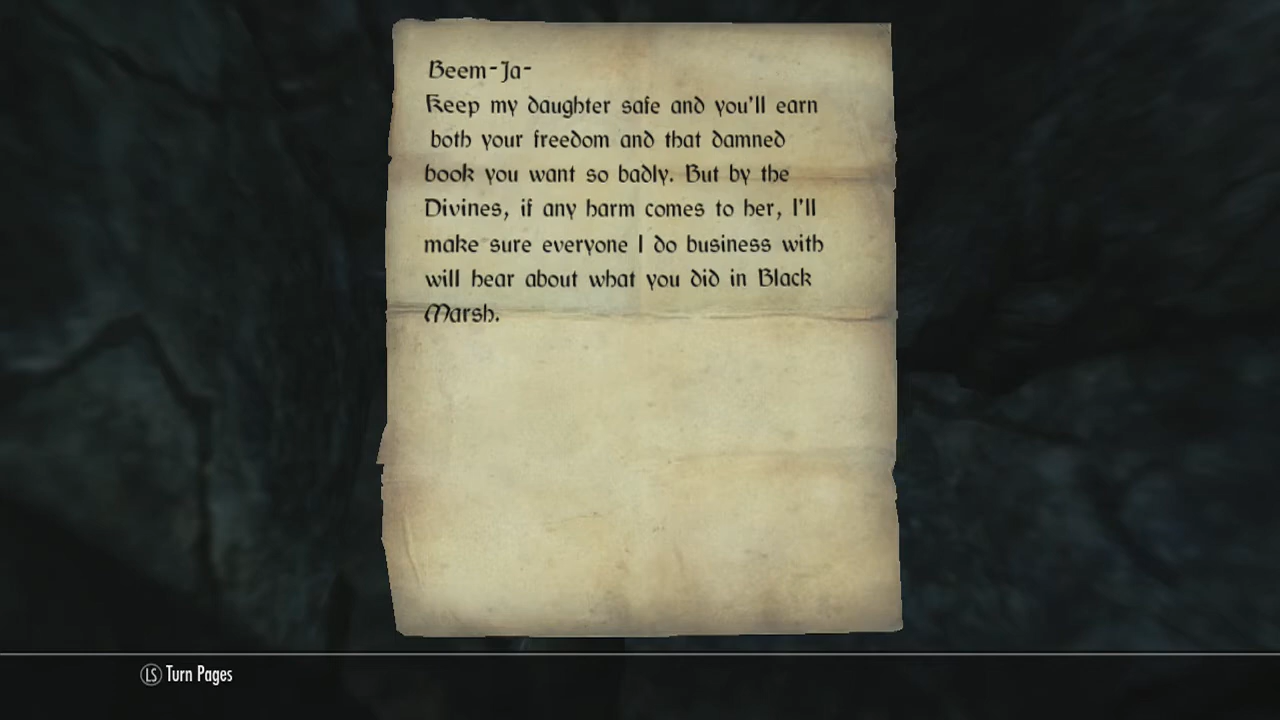 Beem-Ja-
Keep my daughter safe and you'll earn
both your freedom and that damned
book you want so badly. But by the
Divines, if any harm comes to her, I'll
make sure everyone I do business with
will hear about what you did in Black
Marsh.
LS Turn Pages